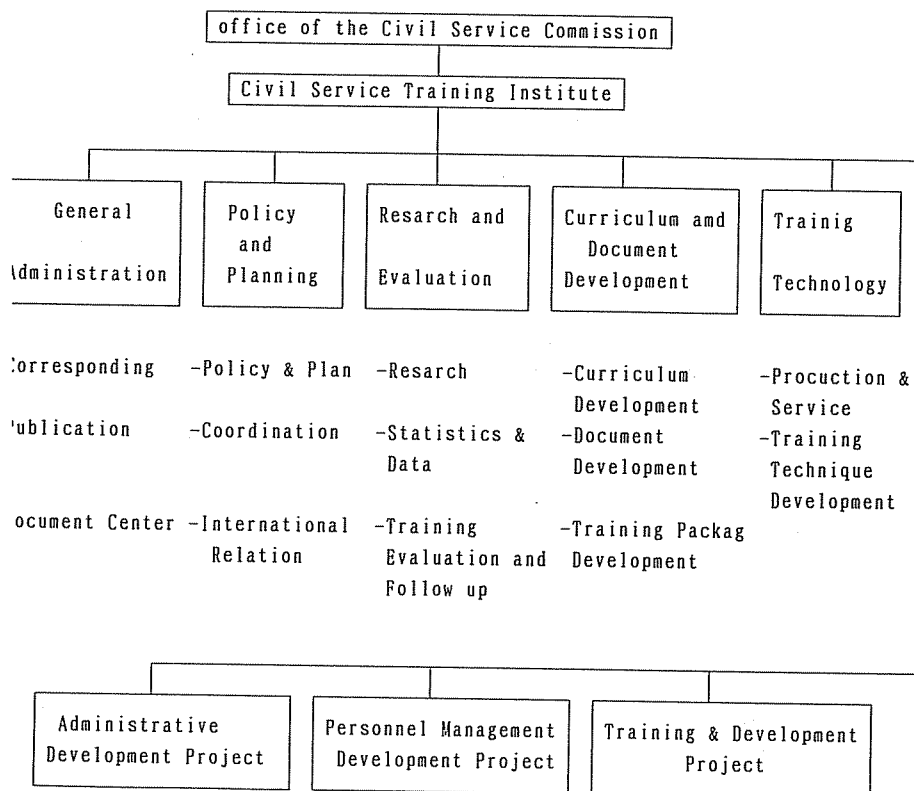 office of the Civil Service Commission
Civil Service Training Institute
General
Administration
Policy
and
Planning
Resarch and
Evaluation
Curriculum amd
Document
Development
Trainig
Technology
orresponding
ublication
ocument Center
-Policy & Plan
-Coordination
-International
Relation
-Resarch
-Statistics &
Data
-Training
Evaluation and
Follow up
-Curriculum
Development
-Document
Development
-Training Packag
Development
-Procuction &
Service
-Training
Technique
Development
Administrative
Development Project
Personnel Management
Development Project
Training & Development
Project